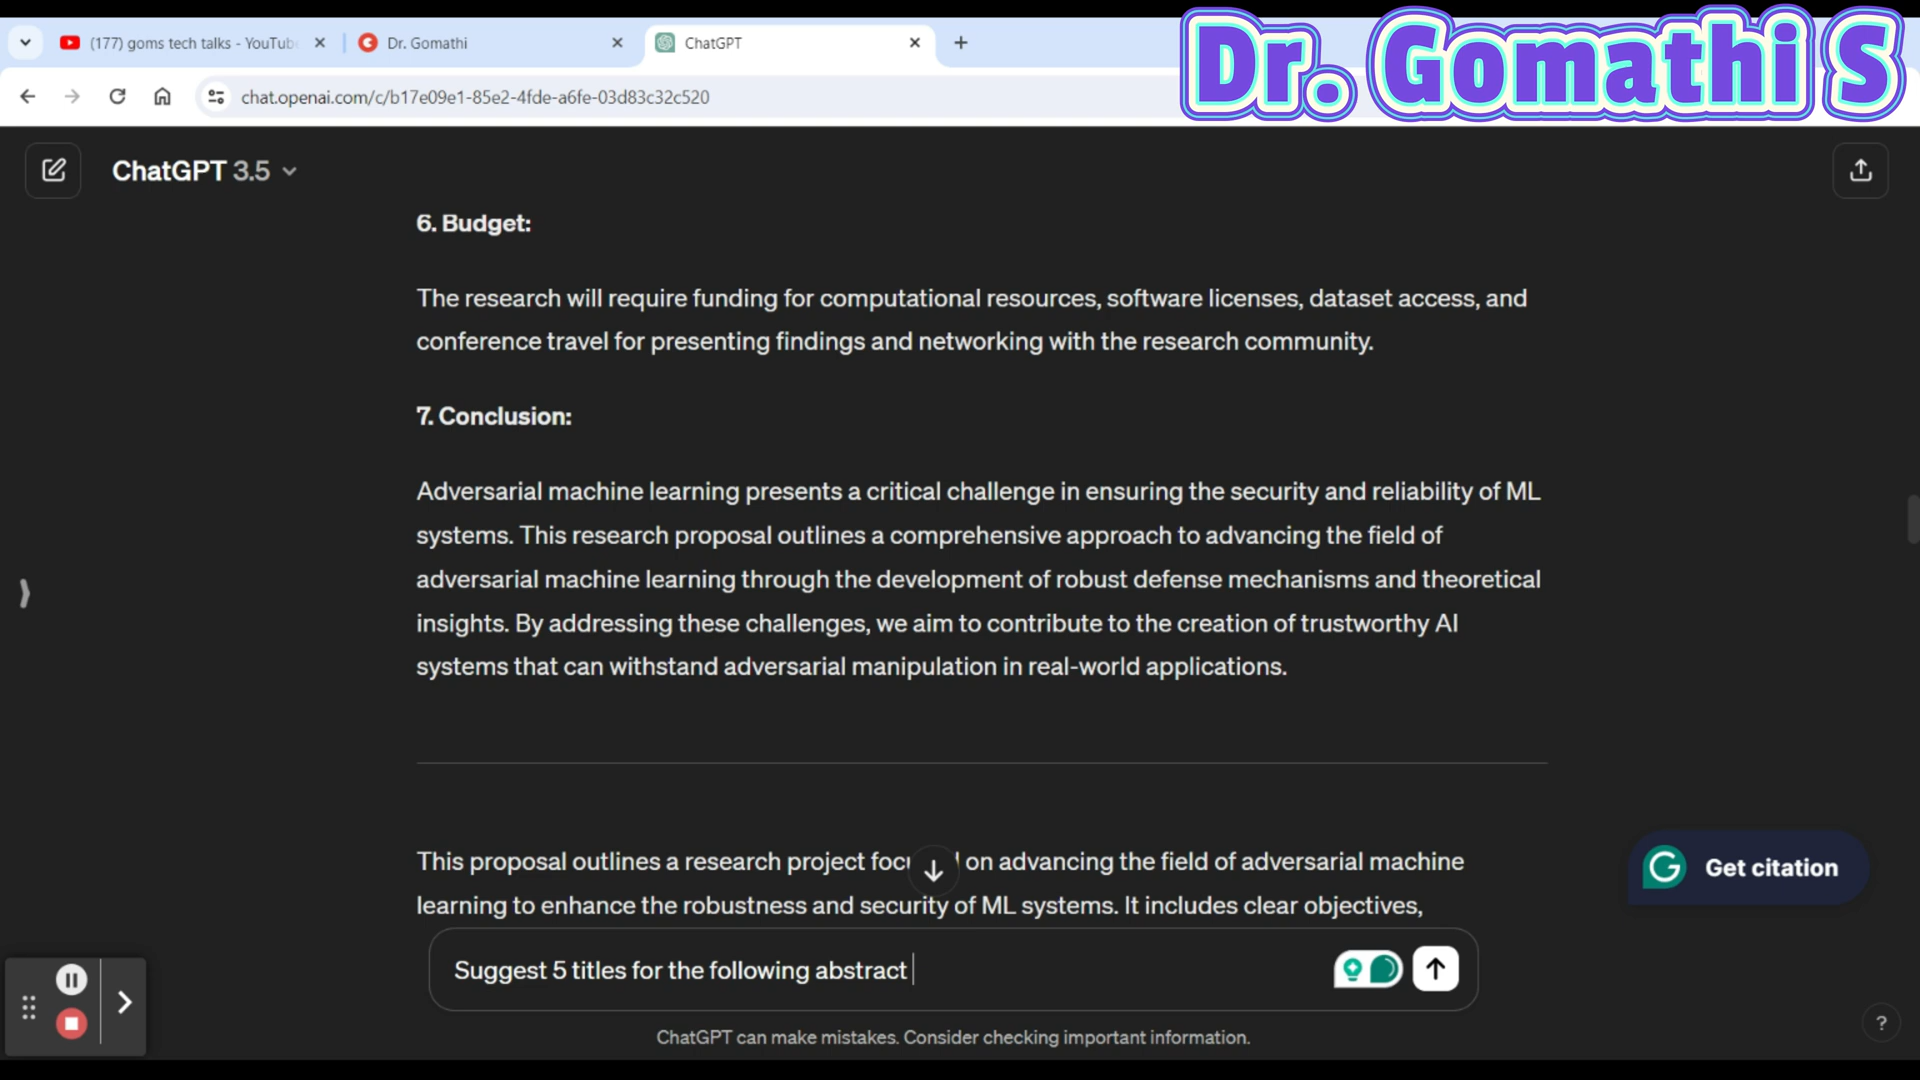 (177) goms tech talks - YouTub
Dr. Gomathi
ChatGPT
Dr. Gomathi S
chat.openai.com/c/b17e09e1-85e2-4fde-a6fe-03d83c32c520
ChatGPT 3.5
6. Budget:
The research will require funding for computational resources, software licenses, dataset access, and
conference travel for presenting findings and networking with the research community.
7. Conclusion:
Adversarial machine learning presents a critical challenge in ensuring the security and reliability of ML
systems. This research proposal outlines a comprehensive approach to advancing the field of
adversarial machine learning through the development of robust defense mechanisms and theoretical
insights. By addressing these challenges, we aim to contribute to the creation of trustworthy AI
systems that can withstand adversarial manipulation in real-world applications.
This proposal outlines a research project foc on advancing the field of adversarial machine
learning to enhance the robustness and security of ML systems. It includes clear objectives,
Get citation
Suggest 5 titles for the following abstract
ChatGPT can make mistakes. Consider checking important information.
?